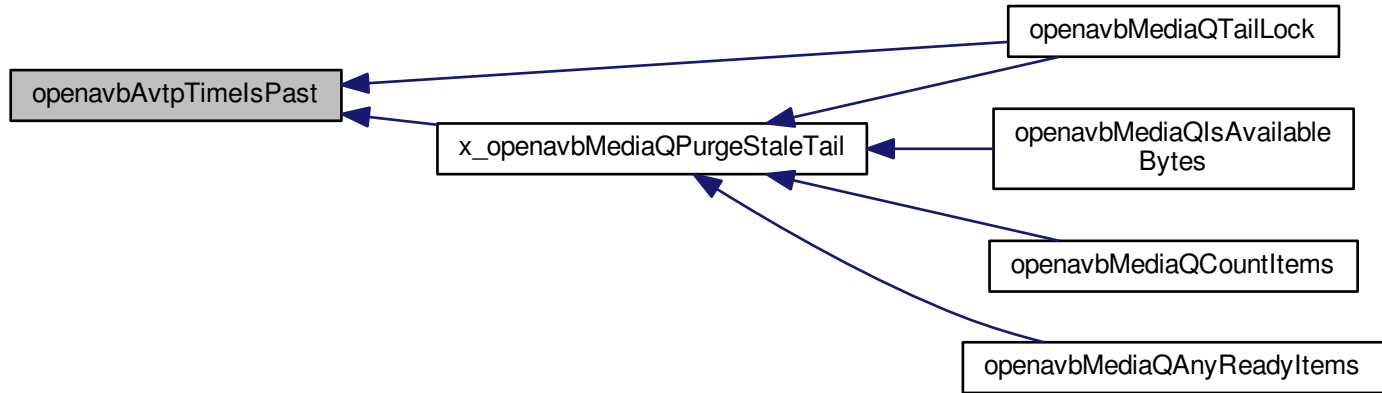 openavbMediaQTailLock
openavbAvtpTimeIsPast
x_openavbMediaQPurgeStaleTail
openavbMediaQIsAvailable
Bytes
openavbMediaQCountItems
openavbMediaQAnyReadyItems